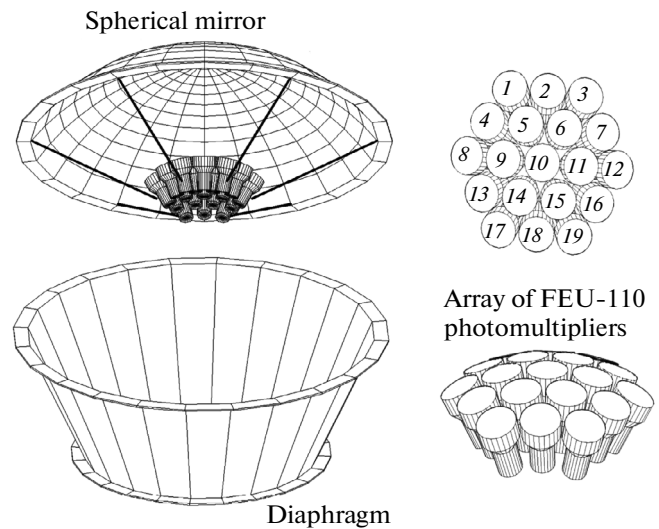 Spherical mirror
1 2 3
4 5 6 7
8 9 10 11 12
13 14 15 16
17 18 19
Array of FEU-110
photomultipliers
Diaphragm